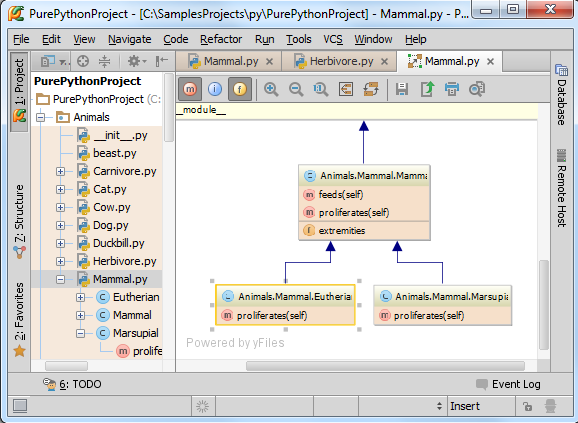 PurePythonProject - [C:\SamplesProjects\py\PurePythonProject] - Mammal.py - P...
File Edit View Navigate Code Refactor Run Tools VCS Window Help
Mammal.py Herbivore.py Mammal.py
1: Project
Z: Structure
2: Favorites
PurePythonProject
PurePythonProject (C:
Animals
__init__.py
beast.py
Carnivore.py
Cat.py
Cow.py
Dog.py
Duckbill.py
Herbivore.py
Mammal.py
Eutherian
Mammal
Marsupial
prolife
__module__
Animals.Mammal.Mamma
feeds(self)
proliferates(self)
extremities
Animals.Mammal.Eutheriar
proliferates(self)
Animals.Mammal.Marsupia
proliferates(self)
Powered by yFiles
Database
Remote Host
6: TODO
Event Log
Insert